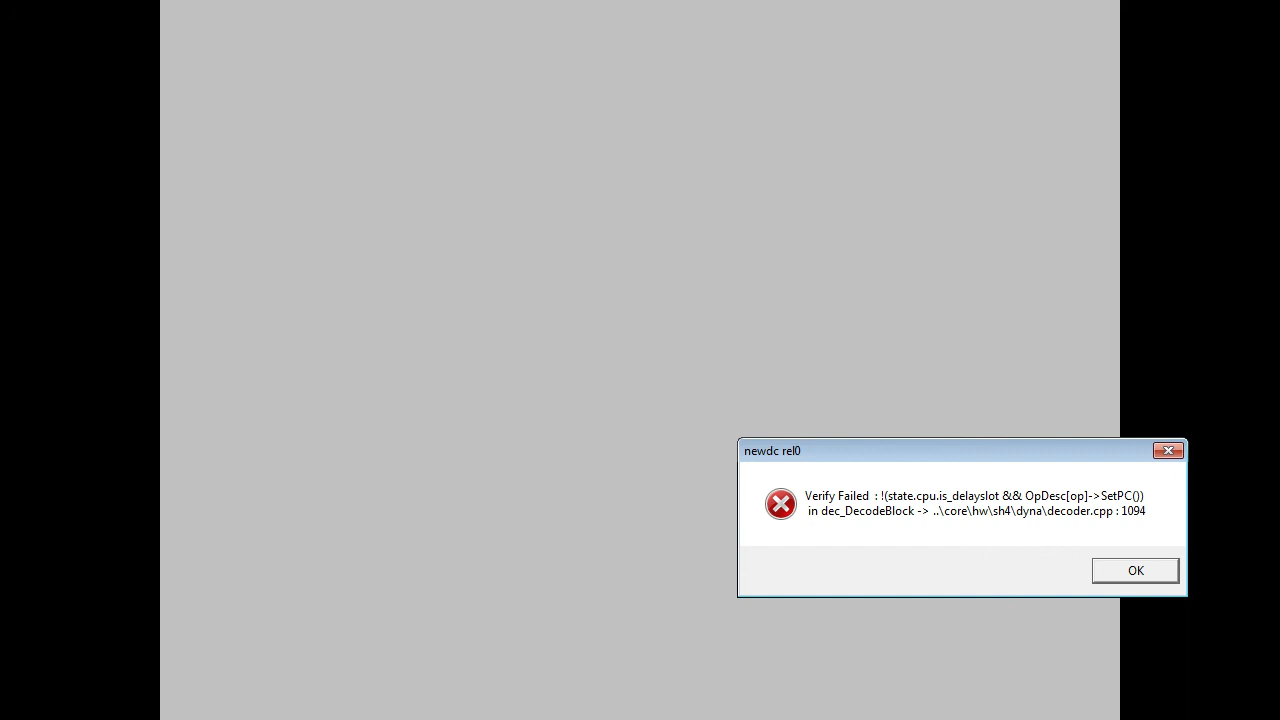 newdc rel0
Verify Failed : !(state.cpu.is_delayslot && OpDesc[op]->SetPC())
in dec_DecodeBlock -> ..\core\hw\sh4\dyna\decoder.cpp : 1094
OK